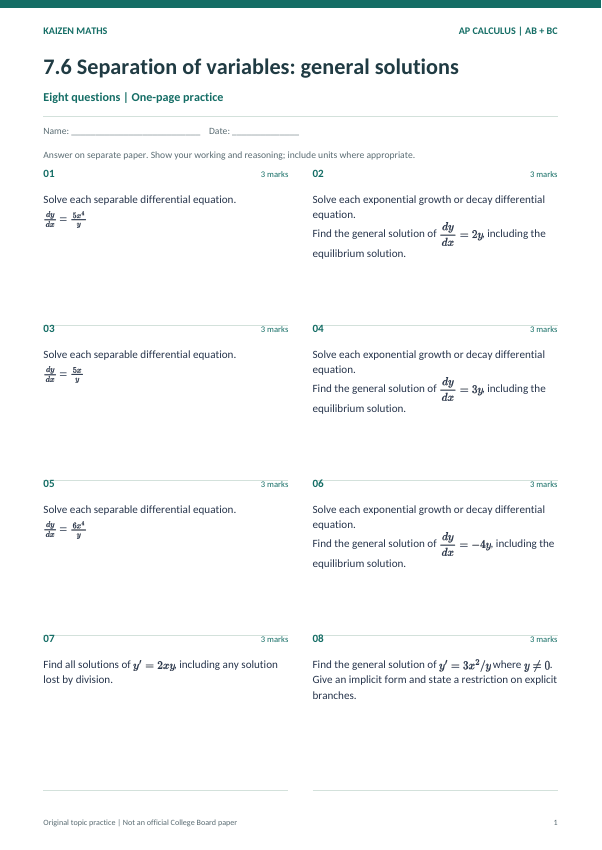 KAIZEN MATHS
AP CALCULUS | AB + BC
7.6 Separation of variables: general solutions
Eight questions | One-page practice
Name: ______________________________ Date: _______________
Answer on separate paper. Show your working and reasoning; include units where appropriate.
01 3 marks
Solve each separable differential equation.
dy/dx = 5x⁴/y
02 3 marks
Solve each exponential growth or decay differential
equation.
Find the general solution of dy/dx = 2y, including the
equilibrium solution.
03 3 marks
Solve each separable differential equation.
dy/dx = 5x/y
04 3 marks
Solve each exponential growth or decay differential
equation.
Find the general solution of dy/dx = 3y, including the
equilibrium solution.
05 3 marks
Solve each separable differential equation.
dy/dx = 6x⁴/y
06 3 marks
Solve each exponential growth or decay differential
equation.
Find the general solution of dy/dx = −4y, including the
equilibrium solution.
07 3 marks
Find all solutions of y′ = 2xy, including any solution
lost by division.
08 3 marks
Find the general solution of y′ = 3x²/y where y ≠ 0.
Give an implicit form and state a restriction on explicit
branches.
Original topic practice | Not an official College Board paper
1